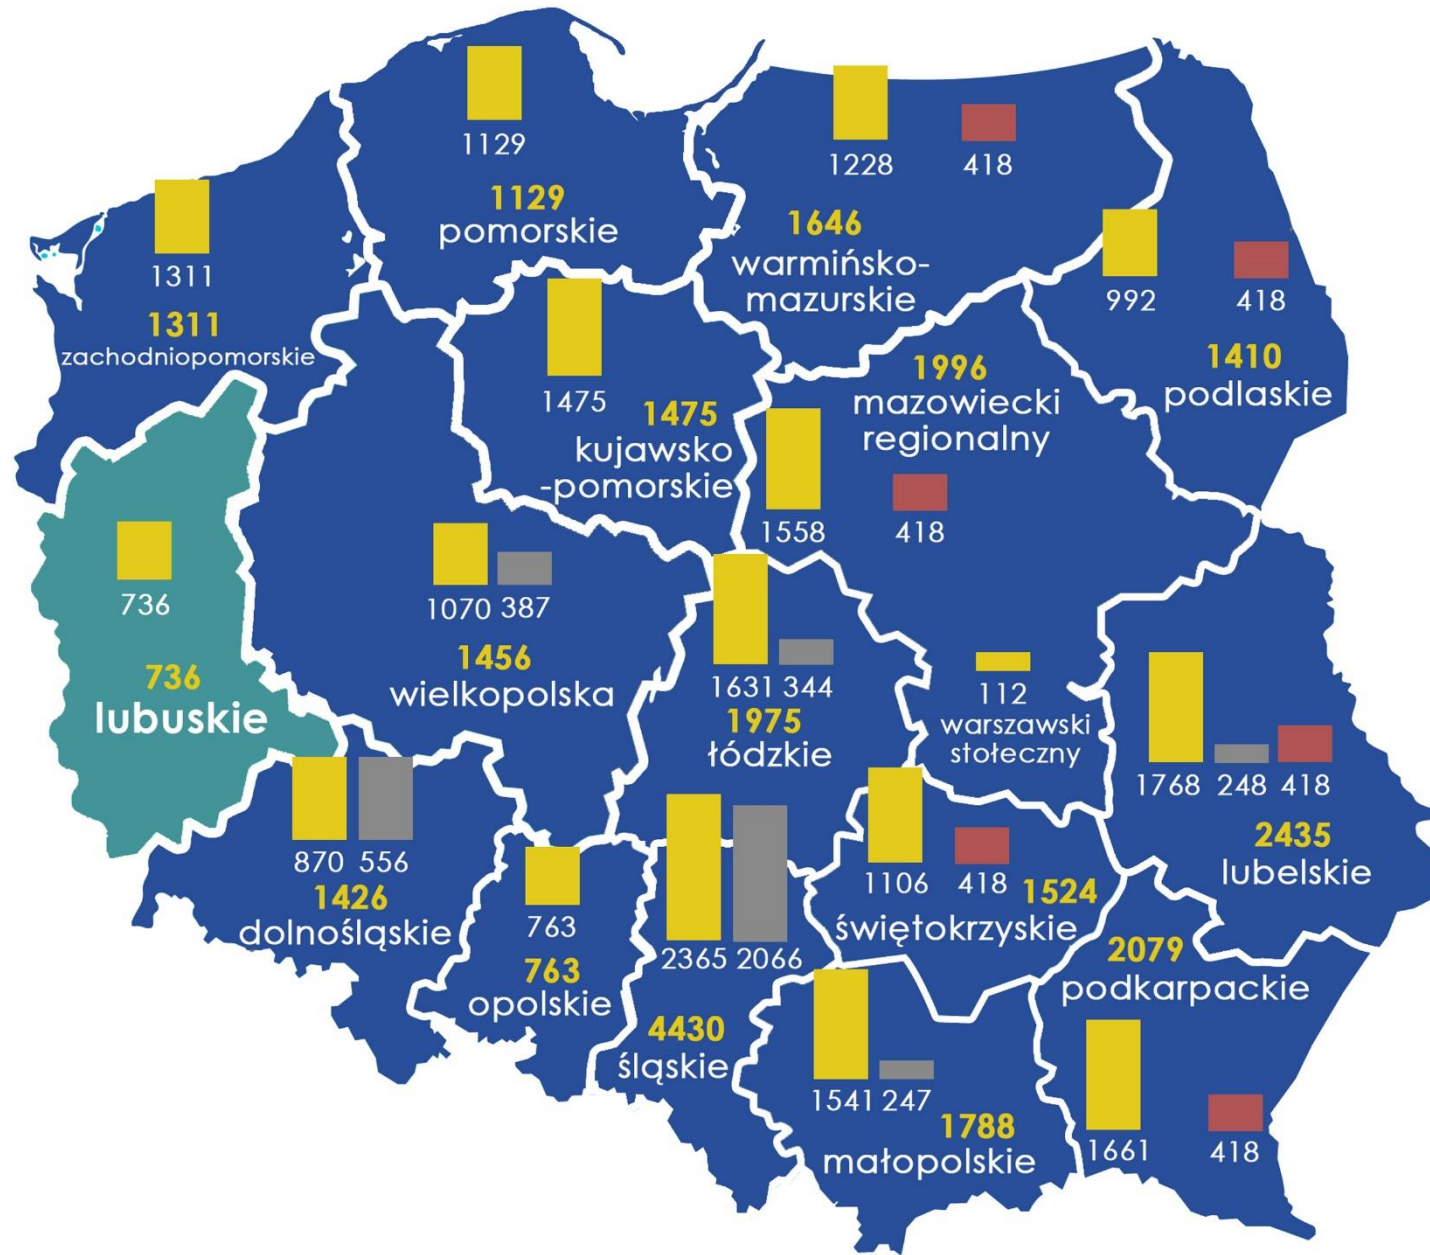 1129
1129
pomorskie
1228 418
1646
warmińsko-
mazurskie
1311
1311
zachodniopomorskie
992 418
1410
podlaskie
1475
1475
kujawsko
-pomorskie
1996
mazowiecki
regionalny
1558 418
736
736
lubuskie
1070 387
1456
wielkopolska
1631 344
1975
łódzkie
112
warszawski
stołeczny
1768 248 418
2435
lubelskie
870 556
1426
dolnośląskie
763
763
opolskie
2365 2066
4430
śląskie
1106 418
1524
świętokrzyskie
2079
podkarpackie
1661 418
1541 247
1788
małopolskie